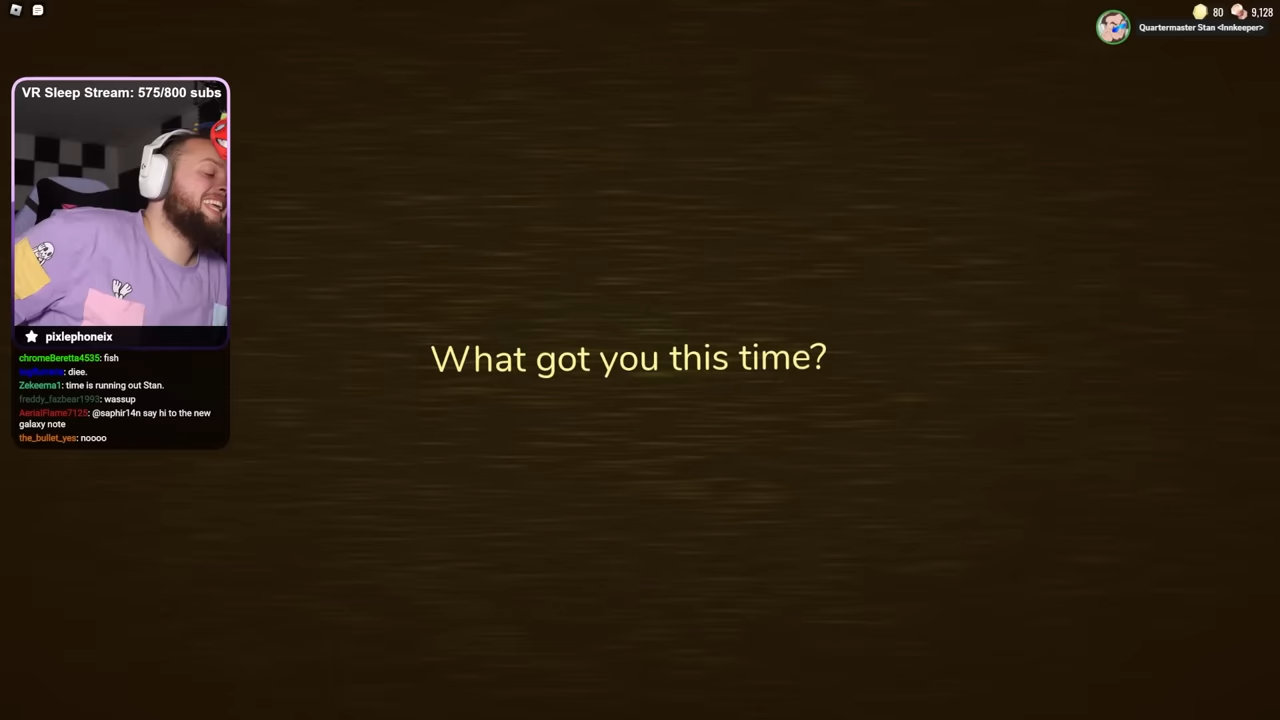 80
9,128
Quartermaster Stan <Innkeeper>
VR Sleep Stream: 575/800 subs
pixlephoneix
chromeBeretta4535: fish
: diee.
Zekeema1: time is running out Stan.
freddy_fazbear1993: wassup
AerialFlame7125: @saphir14n say hi to the new
galaxy note
the_bullet_yes: noooo
What got you this time?